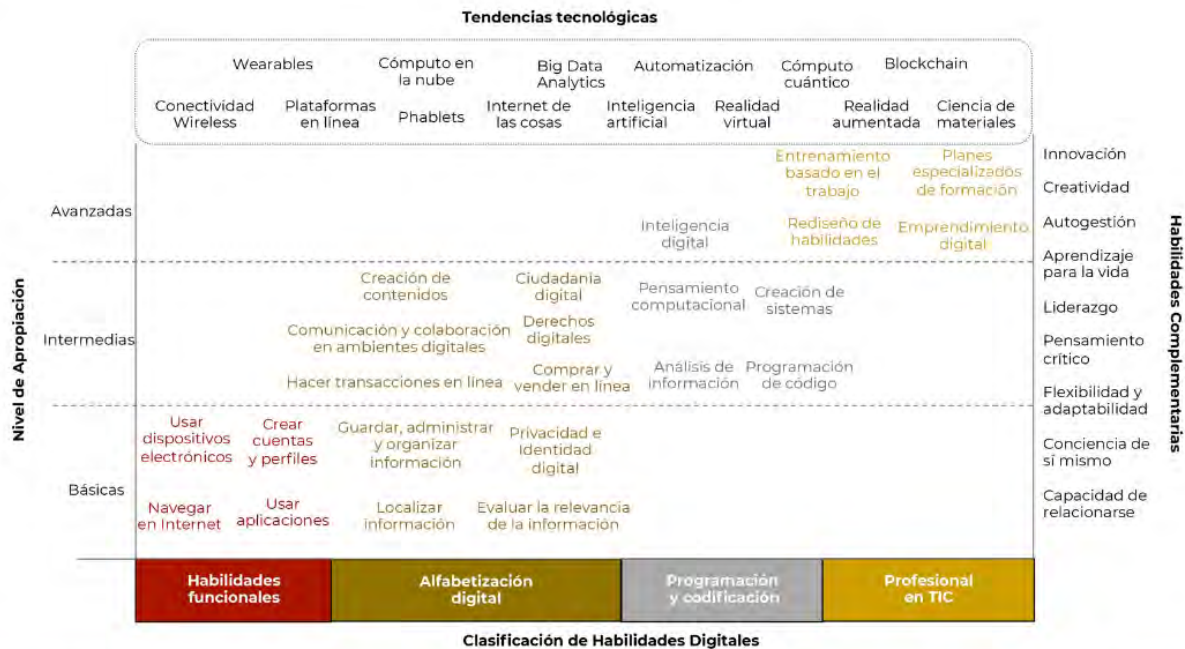 Tendencias tecnológicas
Wearables
Cómputo en
la nube
Big Data
Analytics
Automatización
Cómputo
cuántico
Blockchain
Conectividad
Wireless
Plataformas
en línea
Phablets
Internet de
las cosas
Inteligencia
artificial
Realidad
virtual
Realidad
aumentada
Ciencia de
materiales
Nivel de Apropiación
Avanzadas
Entrenamiento
basado en el
trabajo
Planes
especializados
de formación
Inteligencia
digital
Rediseño de
habilidades
Emprendimiento
digital
Intermedias
Creación de
contenidos
Ciudadanía
digital
Pensamiento
computacional
Creación de
sistemas
Comunicación y colaboración
en ambientes digitales
Derechos
digitales
Hacer transacciones en línea
Comprar y
vender en línea
Análisis de
información
Programación
de código
Básicas
Usar
dispositivos
electrónicos
Crear
cuentas
y perfiles
Guardar, administrar
y organizar
información
Privacidad e
Identidad
digital
Navegar
en Internet
Usar
aplicaciones
Localizar
información
Evaluar la relevancia
de la información
Innovación
Creatividad
Autogestión
Aprendizaje
para la vida
Liderazgo
Pensamiento
crítico
Flexibilidad y
adaptabilidad
Conciencia de
sí mismo
Capacidad de
relacionarse
Habilidades Complementarias
Habilidades
funcionales
Alfabetización
digital
Programación
y codificación
Profesional
en TIC
Clasificación de Habilidades Digitales